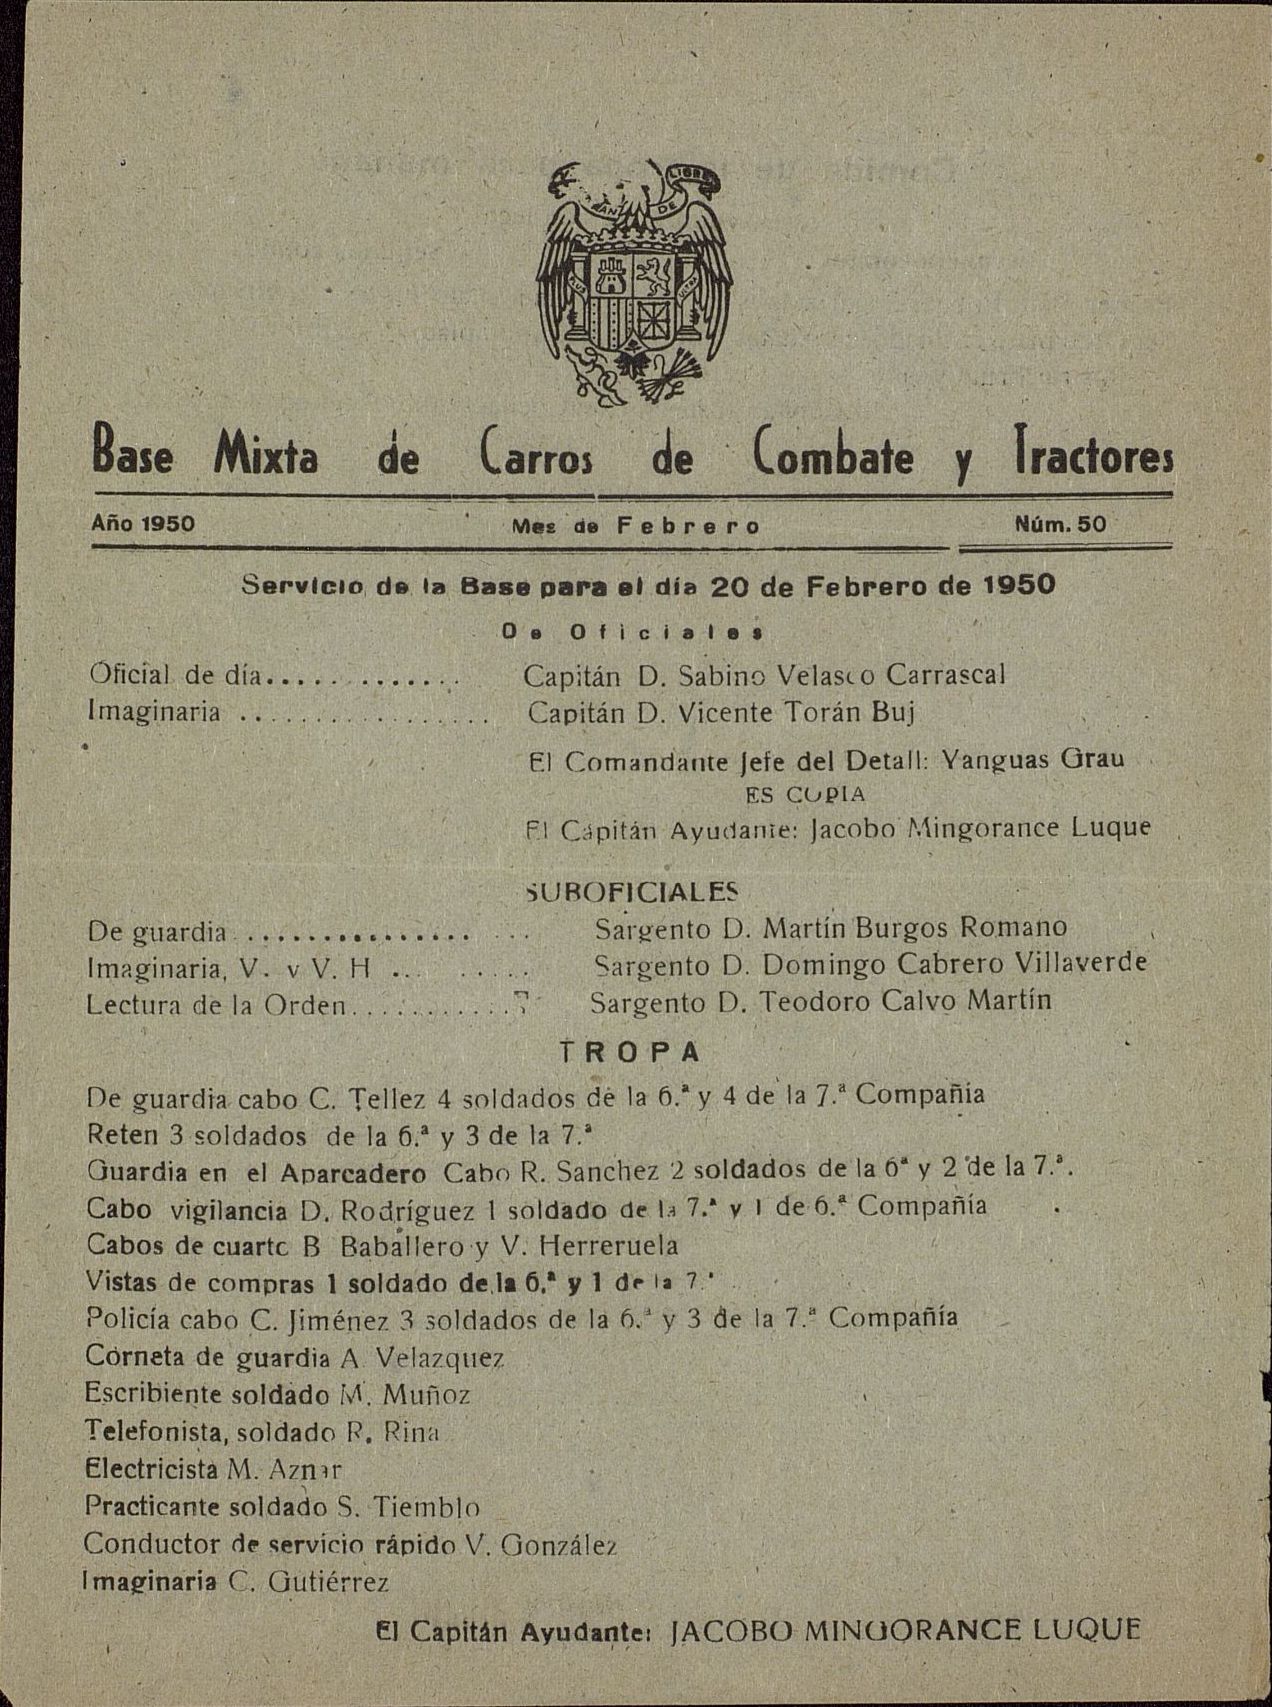 LIBRE
DE
Base Mixta de Carros de Combate y Tractores
Año 1950 Mes de Febrero Núm. 50
Servicio de la Base para el día 20 de Febrero de 1950
De Oficiales
Oficial de día............. Capitán D. Sabino Velasco Carrascal
Imaginaria ................. Capitán D. Vicente Torán Buj
El Comandante Jefe del Detall: Yanguas Grau
ES COPIA
El Capitán Ayudante: Jacobo Mingorance Luque
SUBOFICIALES
De guardia .................. Sargento D. Martín Burgos Romano
Imaginaria, V. y V. H ... ..... Sargento D. Domingo Cabrero Villaverde
Lectura de la Orden............ Sargento D. Teodoro Calvo Martín
TROPA
De guardia cabo C. Tellez 4 soldados de la 6.ª y 4 de la 7.ª Compañia
Reten 3 soldados de la 6.ª y 3 de la 7.ª
Guardia en el Aparcadero Cabo R. Sanchez 2 soldados de la 6ª y 2 de la 7.ª.
Cabo vigilancia D. Rodríguez 1 soldado de la 7.ª y 1 de 6.ª Compañía
Cabos de cuarte B Baballero y V. Herreruela
Vistas de compras 1 soldado de la 6.ª y 1 de la 7.ª
Policía cabo C. Jiménez 3 soldados de la 6.ª y 3 de la 7.ª Compañía
Corneta de guardia A Velazquez
Escribiente soldado M. Muñoz
Telefonista, soldado R. Rina
Electricista M. Aznar
Practicante soldado S. Tiemblo
Conductor de servicio rápido V. González
Imaginaria C. Gutiérrez
El Capitán Ayudante: JACOBO MINGORANCE LUQUE